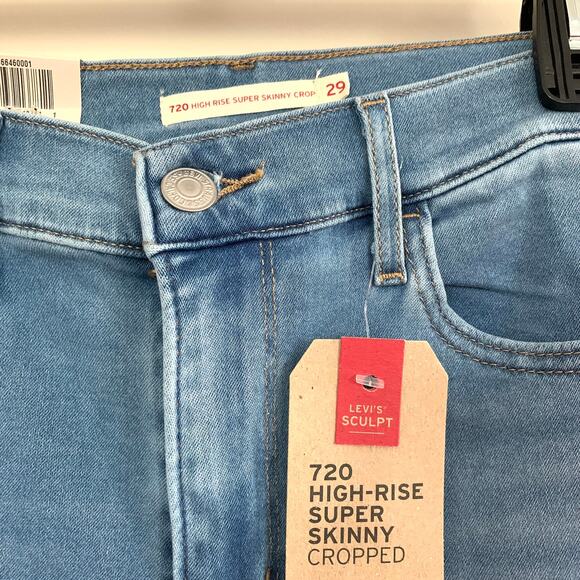 66460001
720 HIGH RISE SUPER SKINNY CROP 29
LEVI'S®
SCULPT
720
HIGH-RISE
SUPER
SKINNY
CROPPED